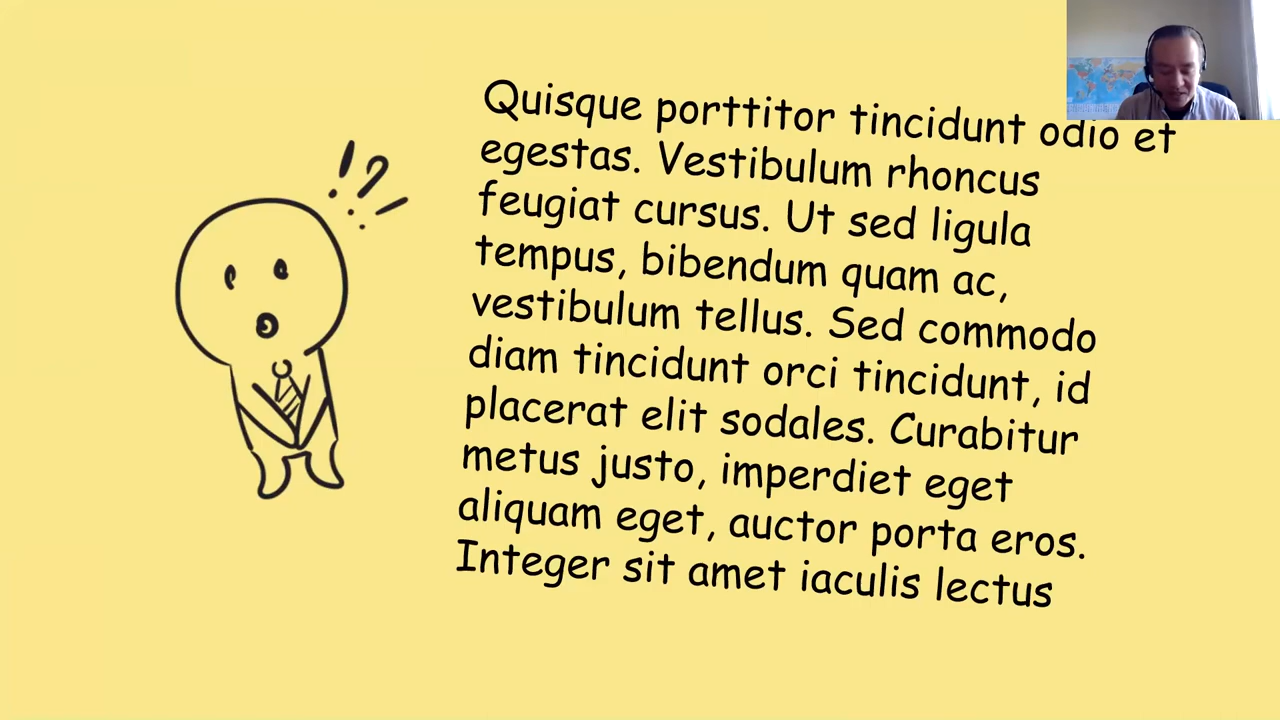 !?
Quisque porttitor tincidunt odio et
egestas. Vestibulum rhoncus
feugiat cursus. Ut sed ligula
tempus, bibendum quam ac,
vestibulum tellus. Sed commodo
diam tincidunt orci tincidunt, id
placerat elit sodales. Curabitur
metus justo, imperdiet eget
aliquam eget, auctor porta eros.
Integer sit amet iaculis lectus